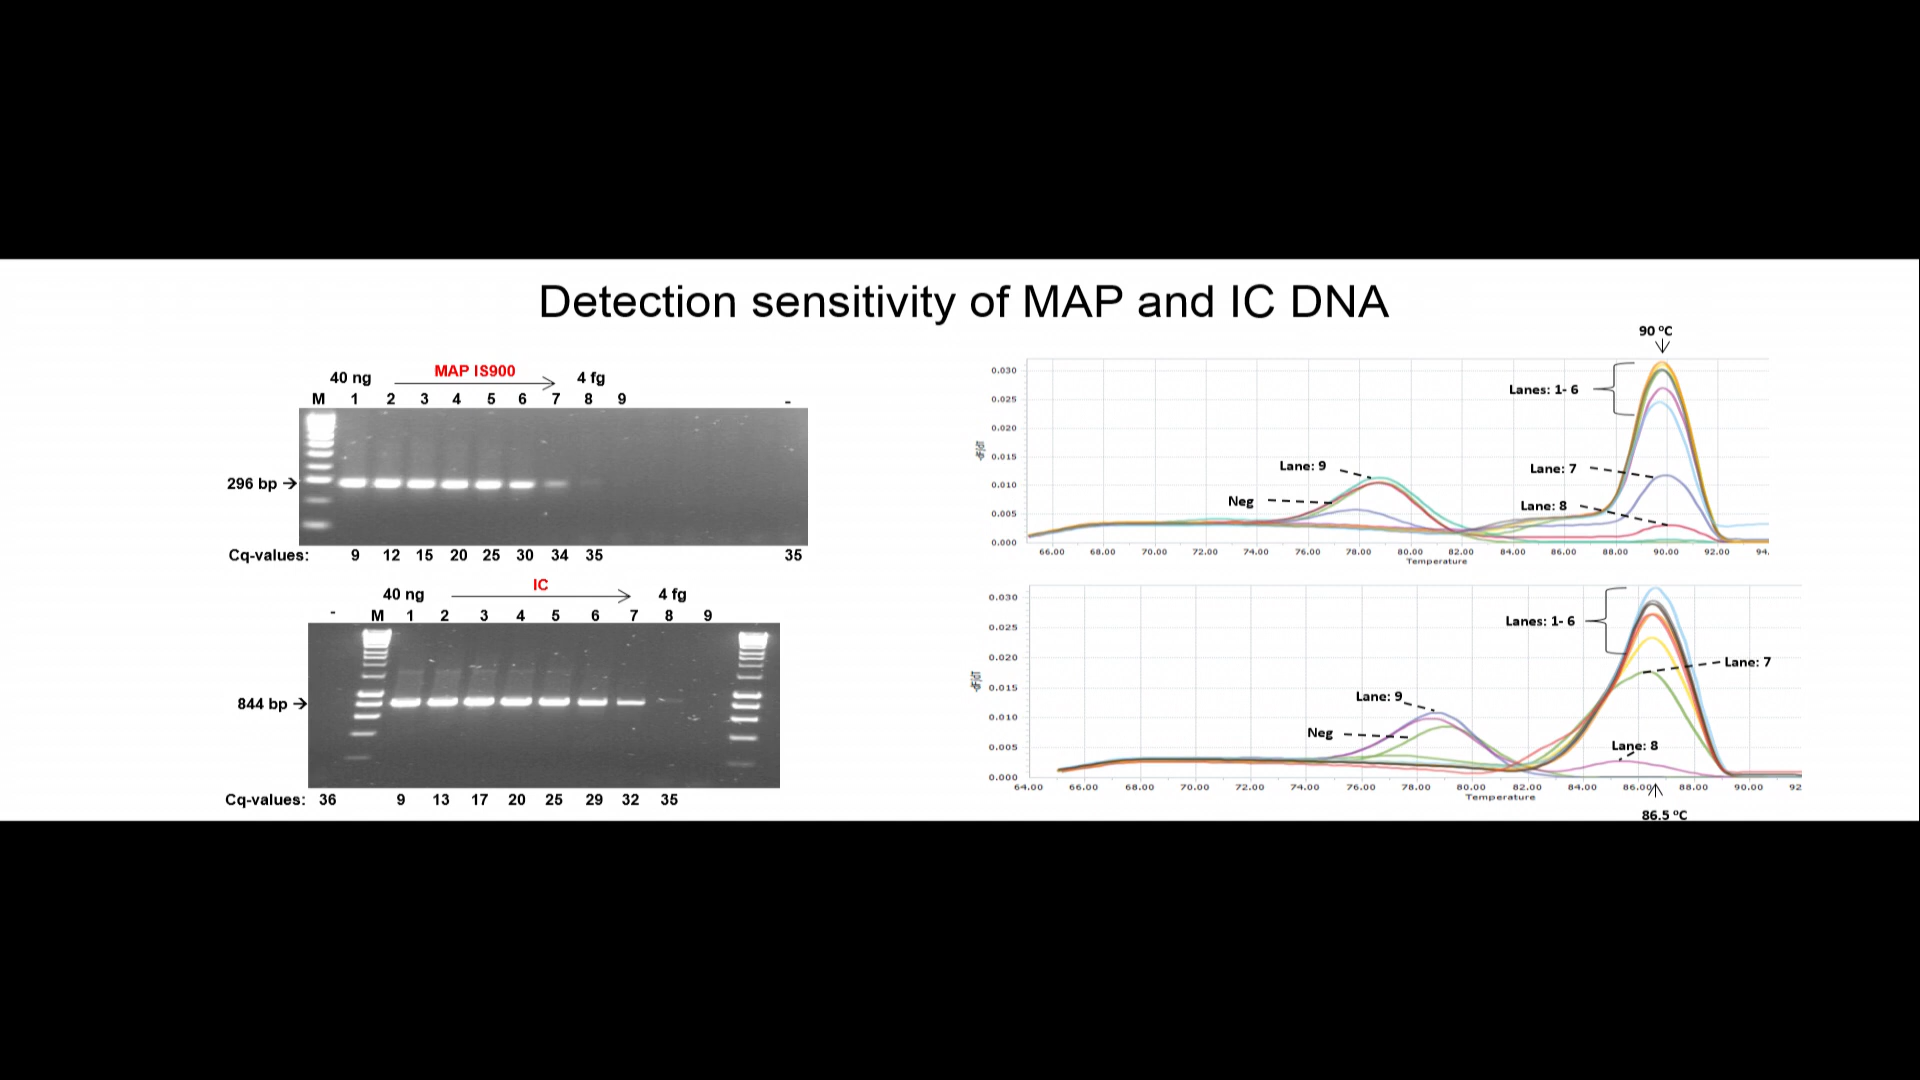 Detection sensitivity of MAP and IC DNA
40 ng MAP IS900 4 fg
M 1 2 3 4 5 6 7 8 9 -
296 bp →
Cq-values: 9 12 15 20 25 30 34 35 35
40 ng IC 4 fg
- M 1 2 3 4 5 6 7 8 9
844 bp →
Cq-values: 36 9 13 17 20 25 29 32 35
90 ºC
0.030
0.025
0.020
0.015
0.010
0.005
0.000
-dF/dT
Lanes: 1- 6
Lane: 9
Lane: 7
Neg
Lane: 8
66.00 68.00 70.00 72.00 74.00 76.00 78.00 80.00 82.00 84.00 86.00 88.00 90.00 92.00 94.
Temperature
0.030
0.025
0.020
0.015
0.010
0.005
0.000
-dF/dT
Lanes: 1- 6
Lane: 7
Lane: 9
Neg
Lane: 8
64.00 66.00 68.00 70.00 72.00 74.00 76.00 78.00 80.00 82.00 84.00 86.00 88.00 90.00 92
Temperature
86.5 ºC